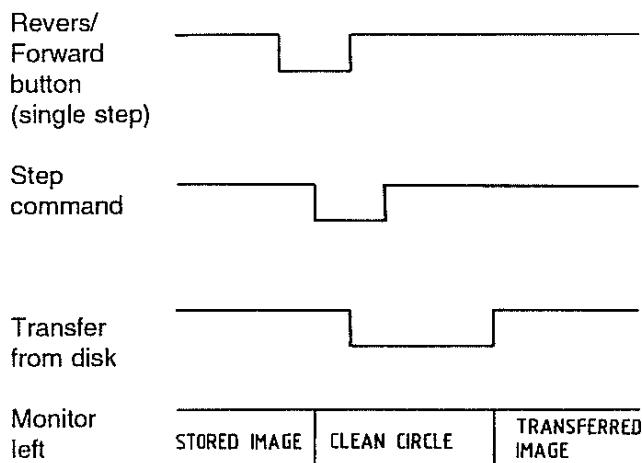 Revers/
Forward
button
(single step)
Step
command
Transfer
from disk
Monitor
left
STORED IMAGE
CLEAN CIRCLE
TRANSFERRED
IMAGE